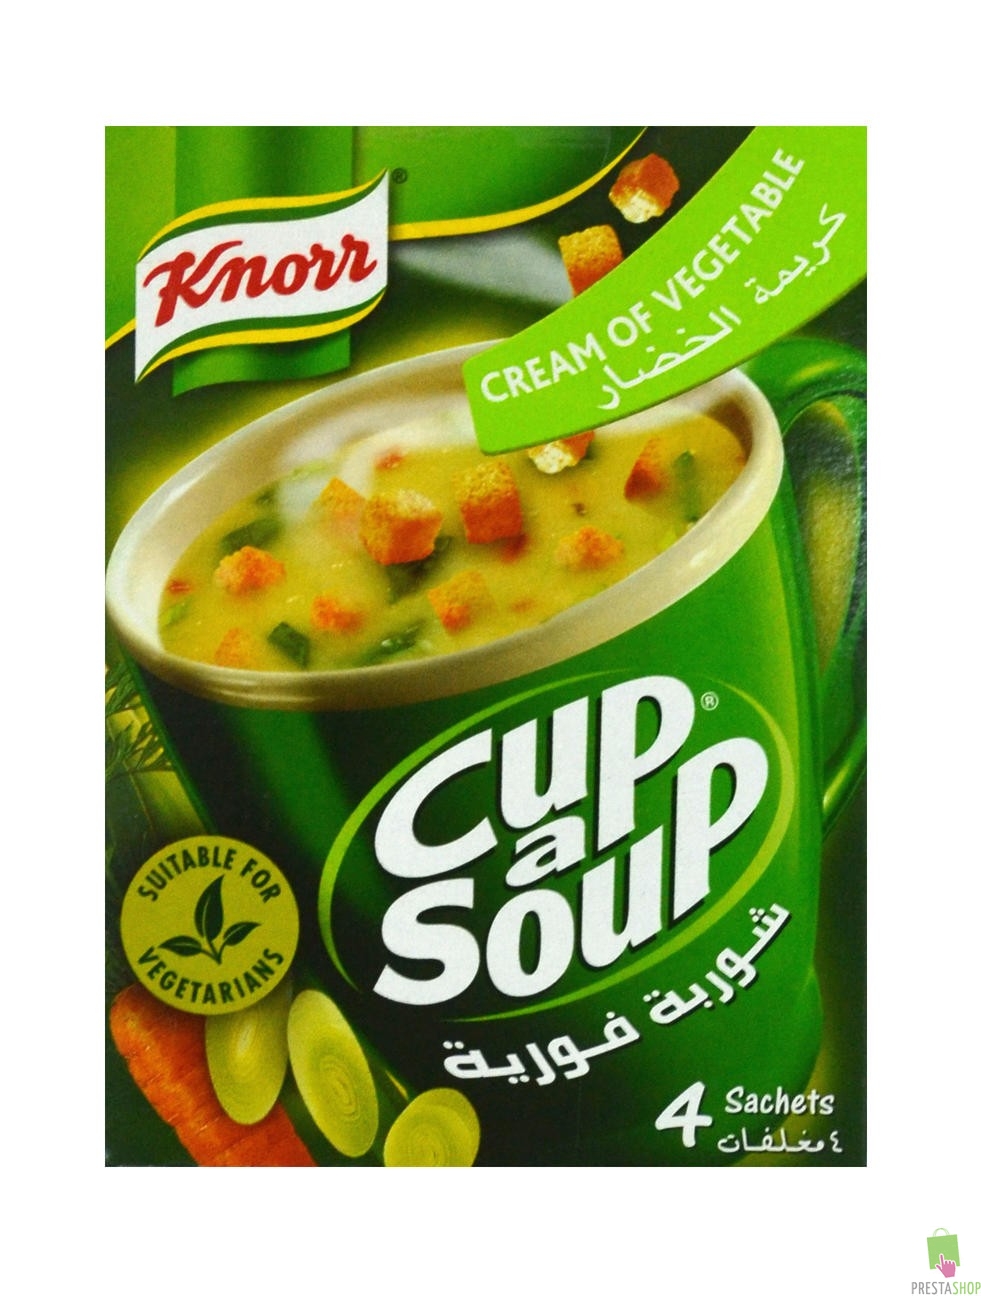 Knorr®
CREAM OF VEGETABLE
كريمة الخضار
Cup®
a
Soup
شوربة فورية
SUITABLE FOR
VEGETARIANS
4 Sachets
٤ مغلفات
PRESTASHOP